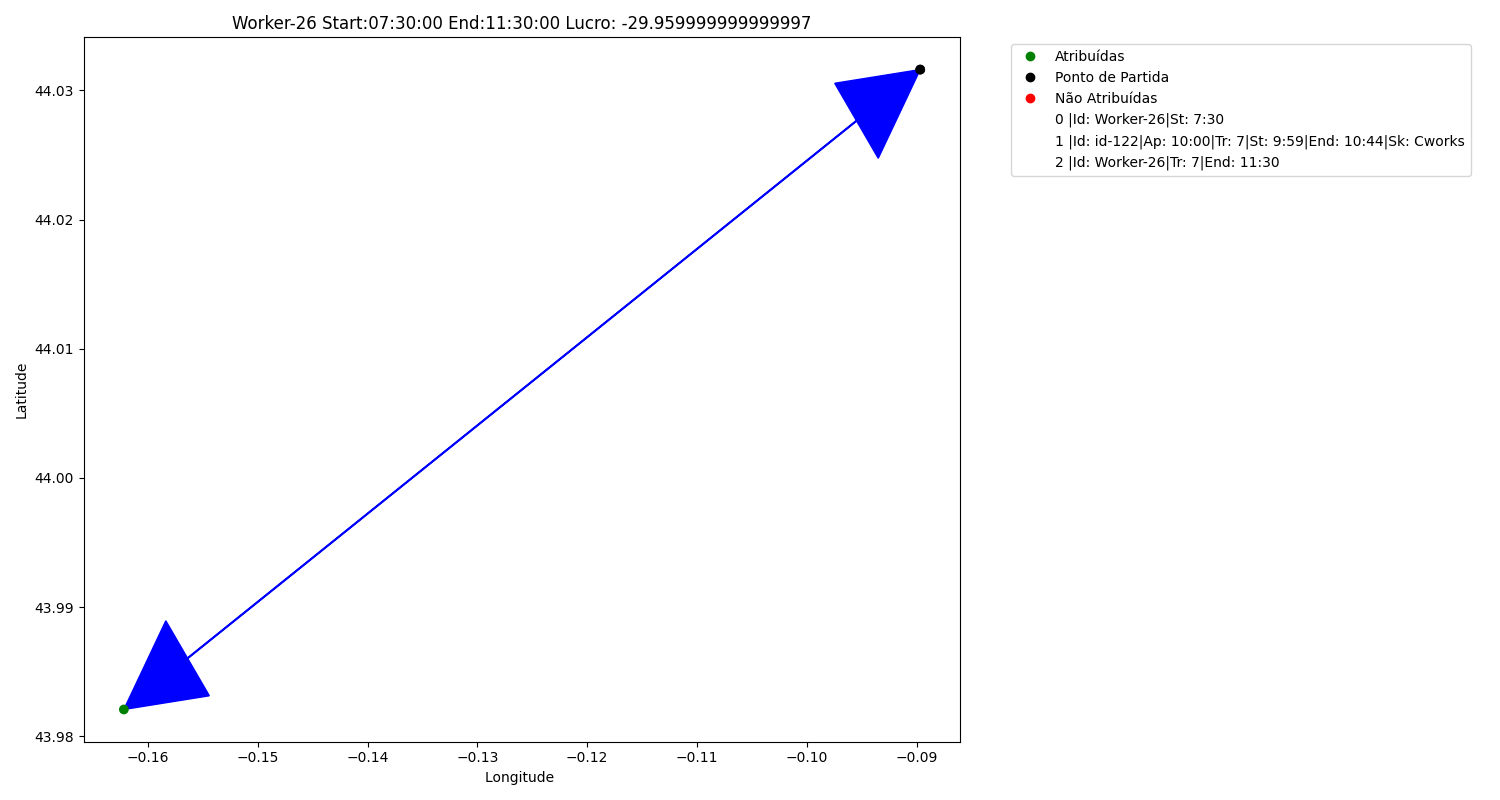 Worker-26 Start:07:30:00 End:11:30:00 Lucro: -29.959999999999997
Latitude
44.03
44.02
44.01
44.00
43.99
43.98
−0.16
−0.15
−0.14
−0.13
−0.12
−0.11
−0.10
−0.09
Longitude
Atribuídas
Ponto de Partida
Não Atribuídas
0 |Id: Worker-26|St: 7:30
1 |Id: id-122|Ap: 10:00|Tr: 7|St: 9:59|End: 10:44|Sk: Cworks
2 |Id: Worker-26|Tr: 7|End: 11:30